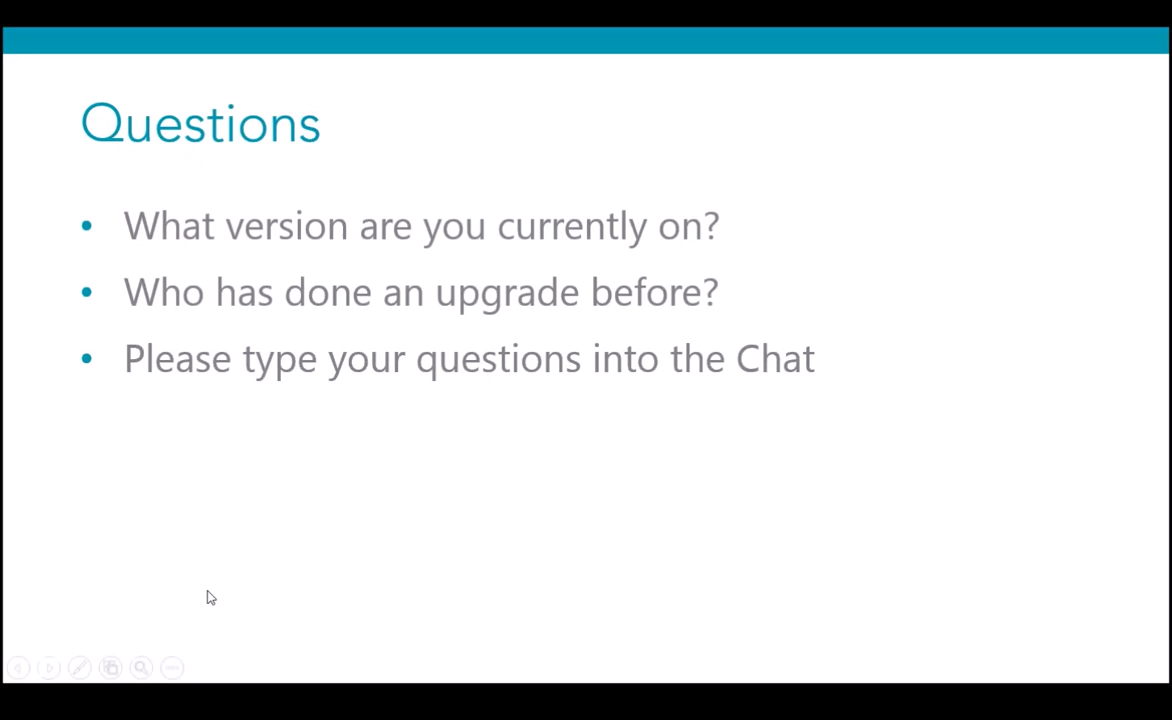 Questions
• What version are you currently on?
• Who has done an upgrade before?
• Please type your questions into the Chat